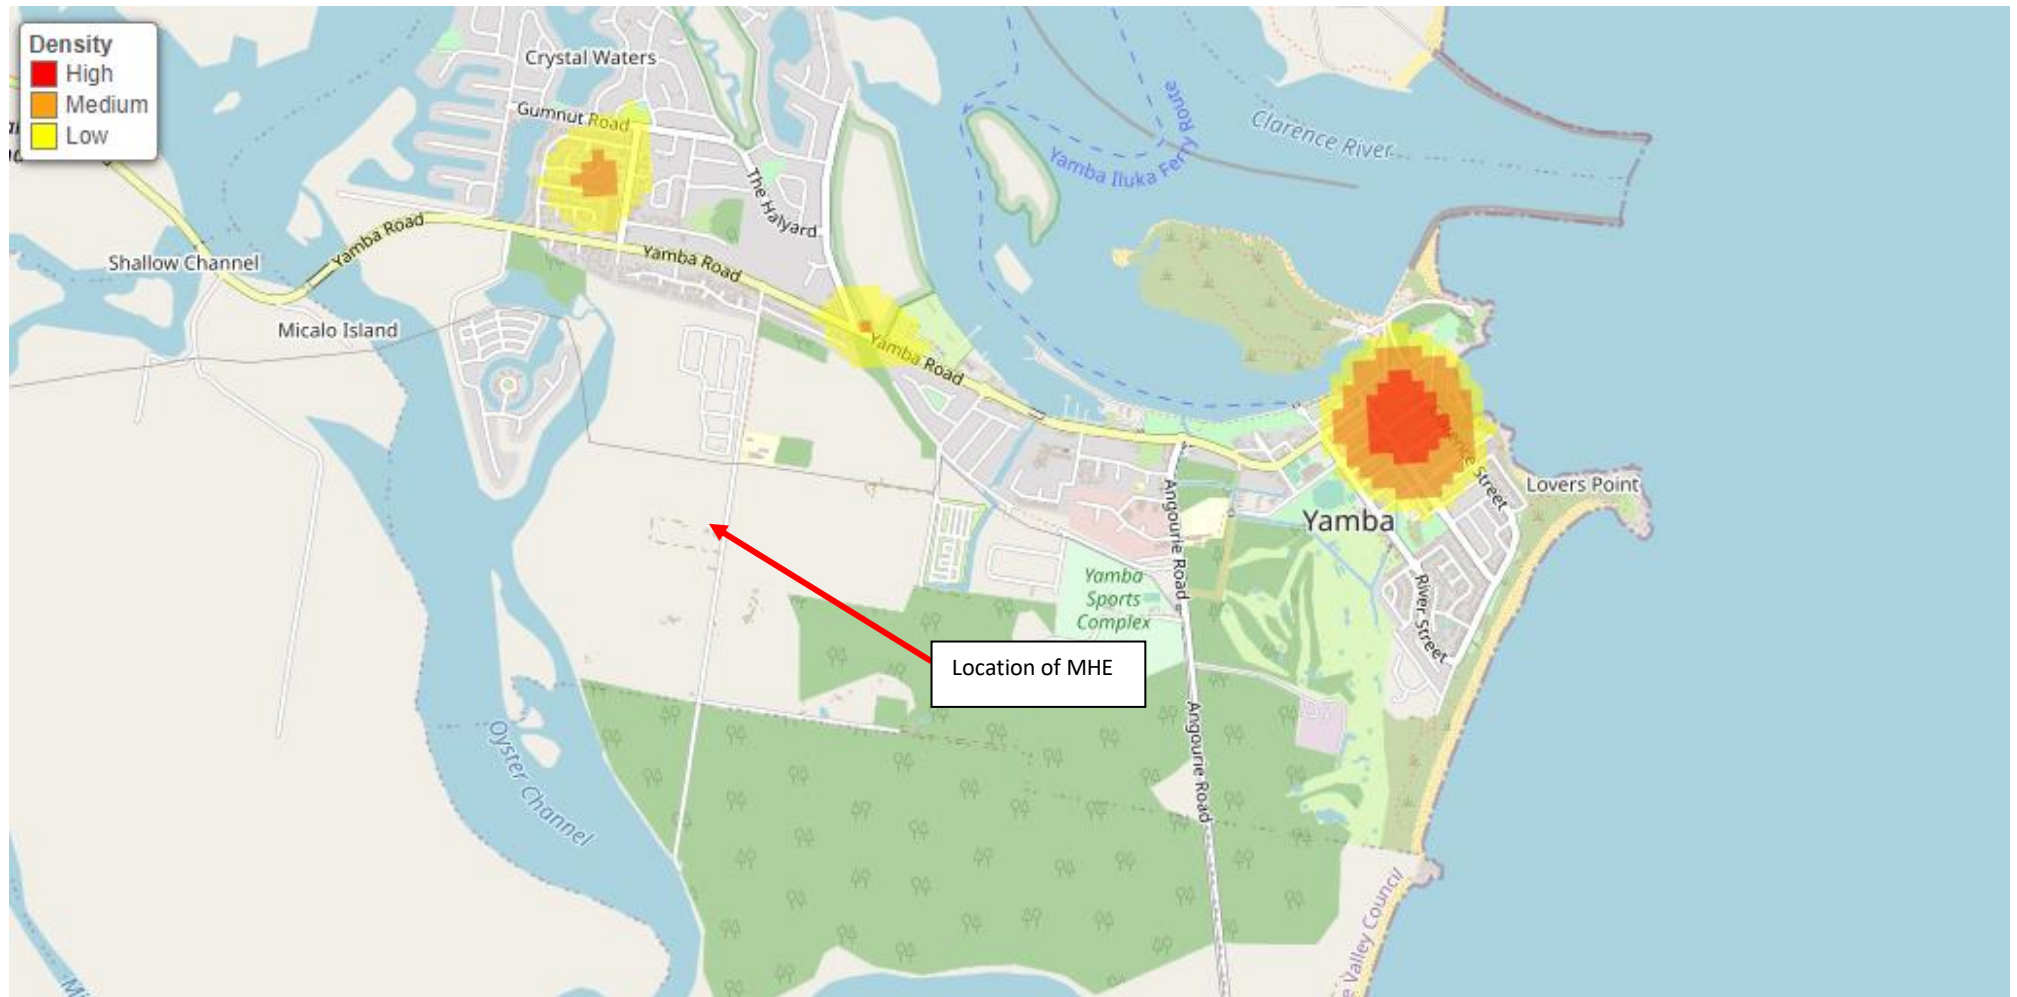 Density
High
Medium
Low
Crystal Waters
Gumnut Road
The Halyard
Yamba Road
Yamba Road
Yamba Road
Shallow Channel
Micalo Island
Yamba Iluka Ferry Route
Clarence River
Clarence Street
Lovers Point
Yamba
River Street
Angourie Road
Angourie Road
Yamba
Sports
Complex
Location of MHE
Oyster Channel
Valley Council